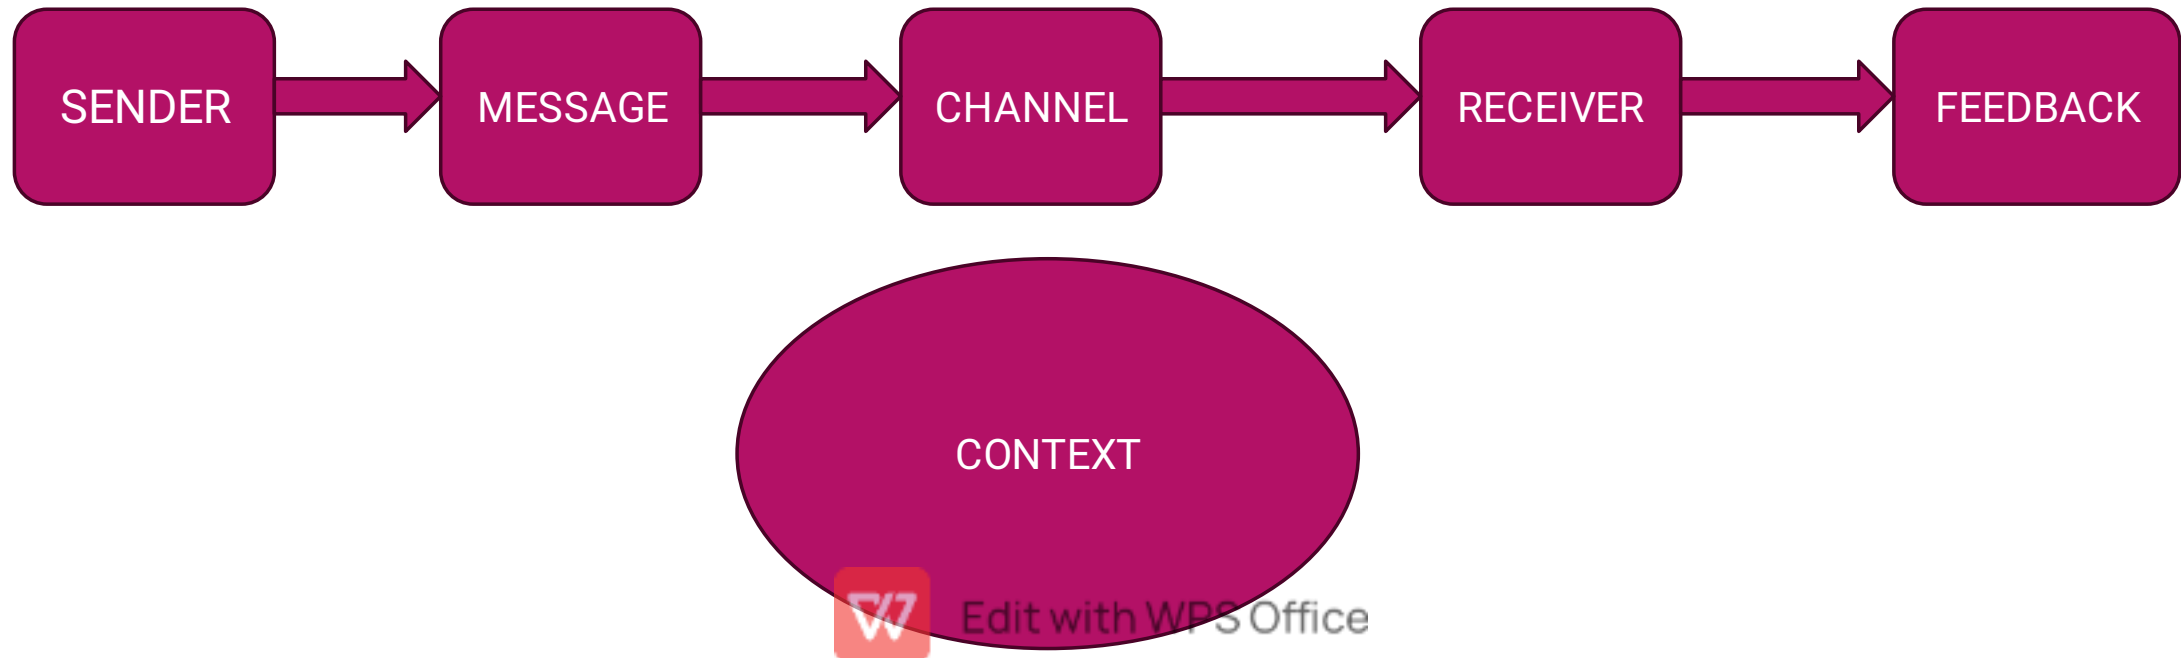 SENDER MESSAGE CHANNEL RECEIVER FEEDBACK
CONTEXT
Edit with WPS Office